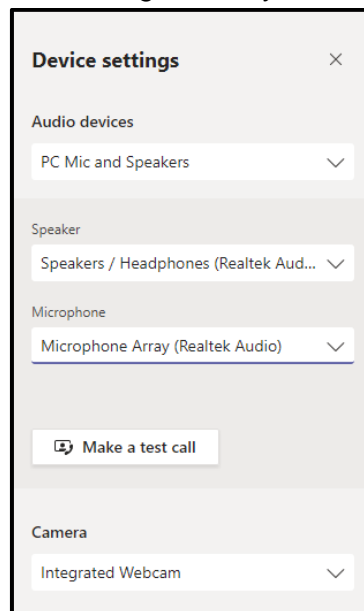 Device settings
Audio devices
PC Mic and Speakers
Speaker
Speakers / Headphones (Realtek Aud...
Microphone
Microphone Array (Realtek Audio)
Make a test call
Camera
Integrated Webcam